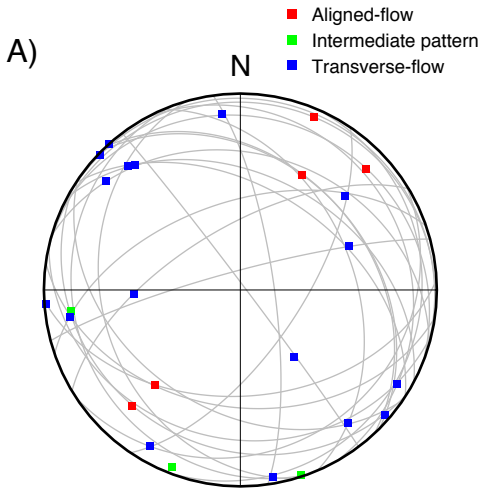 Aligned-flow
Intermediate pattern
Transverse-flow
A)
N